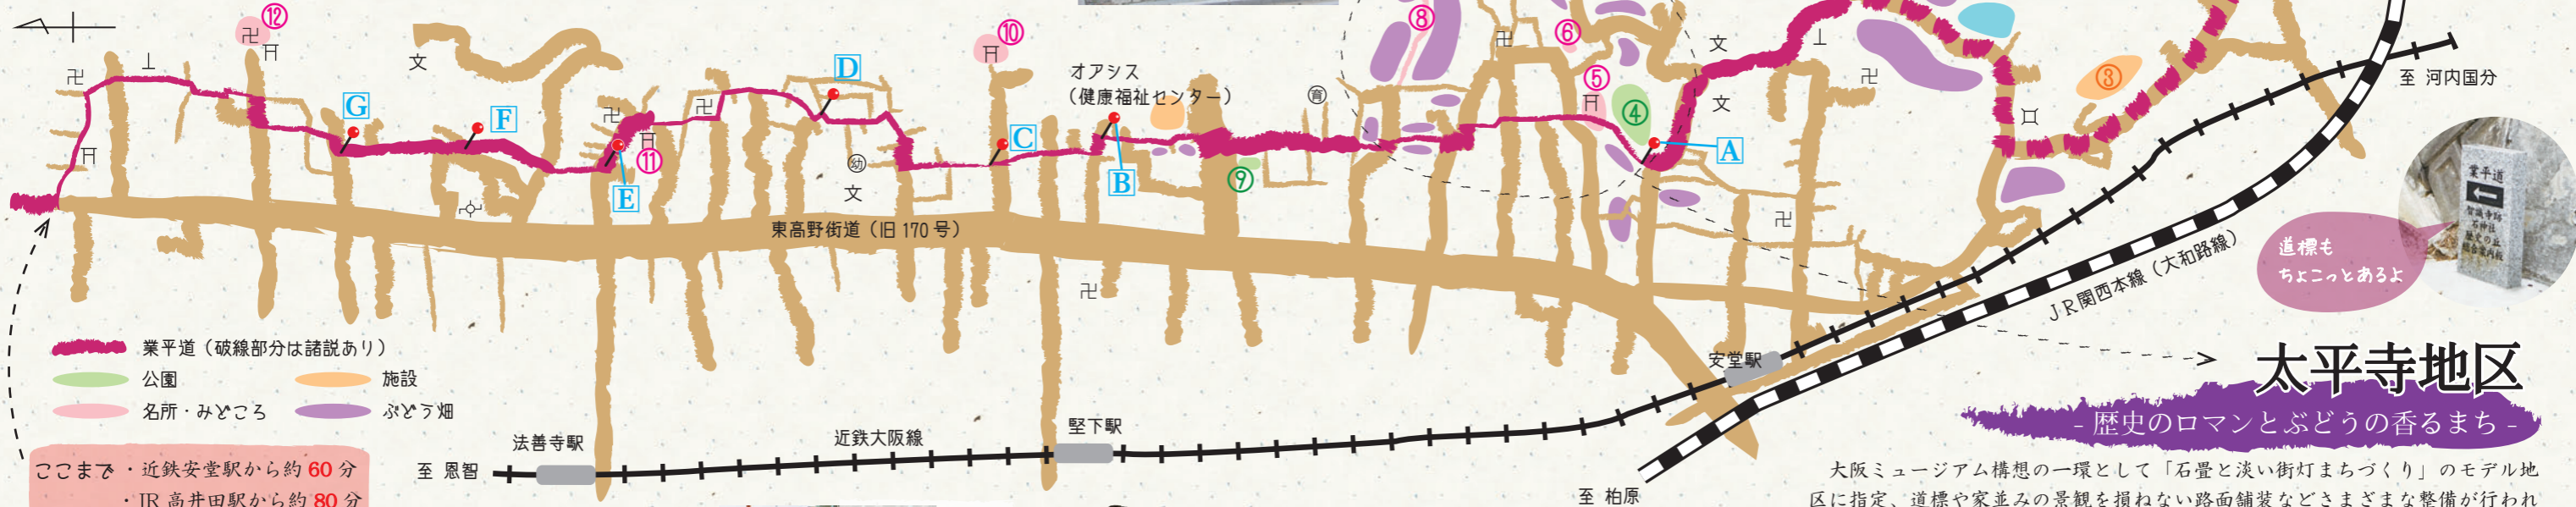 ⑫
⑩
⑧
⑥
文
D
文
オアシス
(健康福祉センター)
⑤
文
③
至 河内国分
G
F
育
④
文
C
A
業平道
⑪
幼
B
⑨
E
文
東高野街道(旧 170 号)
道標も
ちょこっとあるよ
JR関西本線(大和路線)
業平道(破線部分は諸説あり)
公園
施設
名所・みどころ
ぶどう畑
安堂駅
太平寺地区
- 歴史のロマンとぶどうの香るまち -
法善寺駅
近鉄大阪線
堅下駅
ここまで ・近鉄安堂駅から約 60 分
・JR 高井田駅から約 80 分
至 恩智
至 柏原
大阪ミュージアム構想の一環として「石畳と淡い街灯まちづくり」のモデル地
区に指定、道標や家並みの景観を損ねない路面舗装などさまざまな整備が行われ